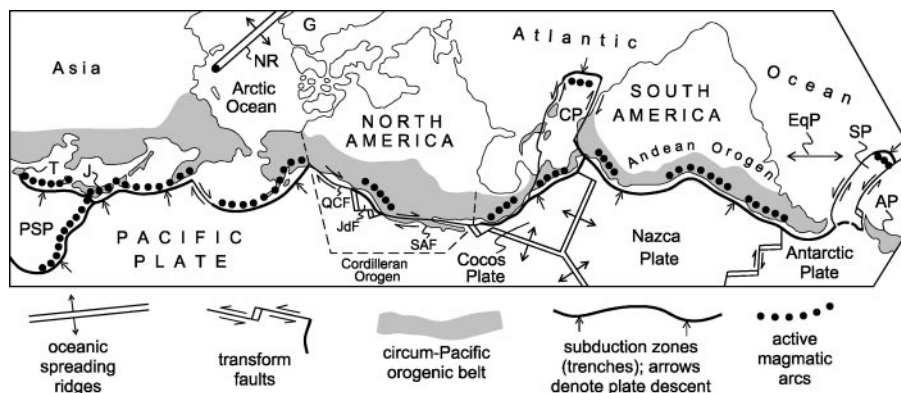 G
NR
Asia
Arctic
Ocean
Atlantic
Ocean
NORTH
AMERICA
CP
SOUTH
AMERICA
EqP
SP
Andean Orogen
T
J
PSP
PACIFIC
PLATE
QCF
JdF
SAF
Cordilleran
Orogen
Cocos
Plate
Nazca
Plate
AP
Antarctic
Plate
oceanic
spreading
ridges
transform
faults
circum-Pacific
orogenic belt
subduction zones
(trenches); arrows
denote plate descent
active
magmatic
arcs